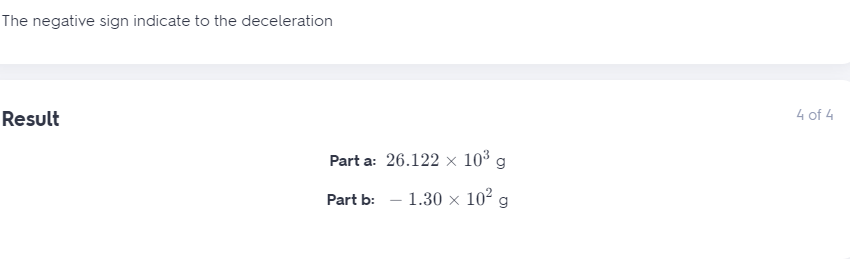 The negative sign indicate to the deceleration
Result
4 of 4
Part a: 26.122 × 10³ g
Part b: − 1.30 × 10² g